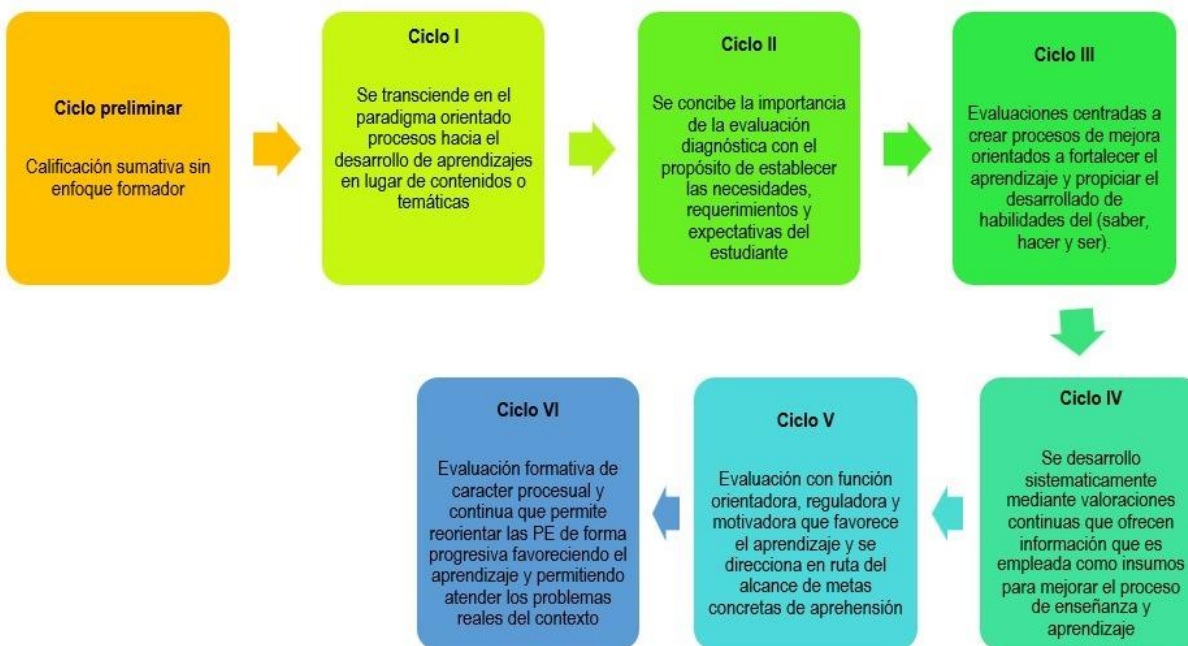 Ciclo preliminar
Calificación sumativa sin
enfoque formador
Ciclo I
Se transciende en el
paradigma orientado
procesos hacia el
desarrollo de aprendizajes
en lugar de contenidos o
temáticas
Ciclo II
Se concibe la importancia
de la evaluación
diagnóstica con el
propósito de establecer
las necesidades,
requerimientos y
expectativas del
estudiante
Ciclo III
Evaluaciones centradas a
crear procesos de mejora
orientados a fortalecer el
aprendizaje y propiciar el
desarrollado de
habilidades del (saber,
hacer y ser).
Ciclo IV
Se desarrollo
sistematicamente
mediante valoraciones
continuas que ofrecen
información que es
empleada como insumos
para mejorar el proceso
de enseñanza y
aprendizaje
Ciclo V
Evaluación con función
orientadora, reguladora y
motivadora que favorece
el aprendizaje y se
direcciona en ruta del
alcance de metas
concretas de aprehensión
Ciclo VI
Evaluación formativa de
caracter procesual y
continua que permite
reorientar las PE de forma
progresiva favoreciendo el
aprendizaje y permitiendo
atender los problemas
reales del contexto